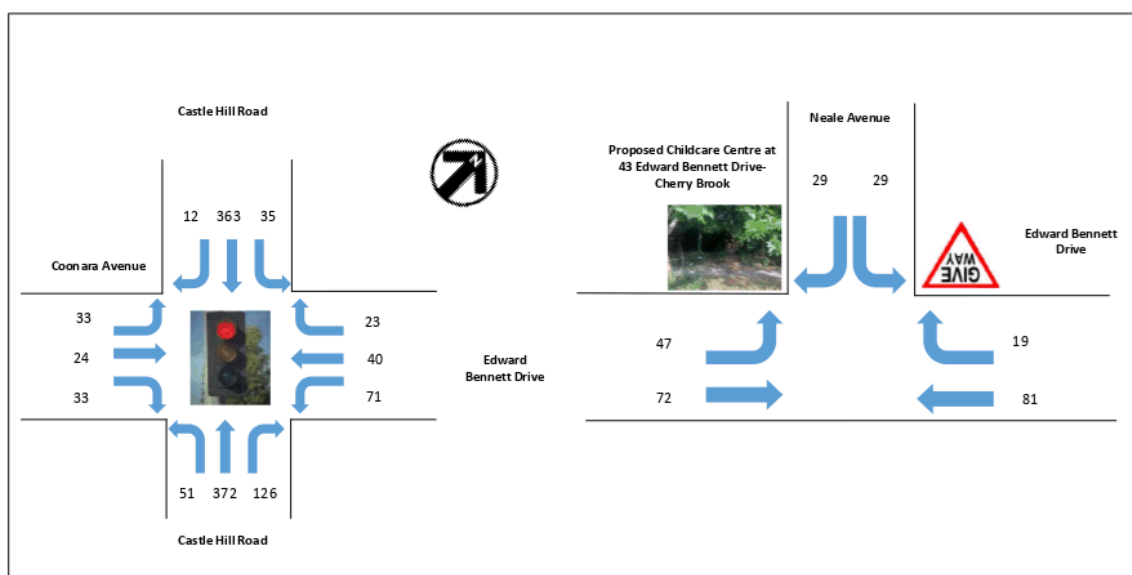 Castle Hill Road
12 363 35
Coonara Avenue
33
24
33
23
40
71
Edward
Bennett Drive
51 372 126
Castle Hill Road
N
Neale Avenue
Proposed Childcare Centre at
43 Edward Bennett Drive-
Cherry Brook
29 29
GIVE
WAY
Edward Bennett
Drive
47
72
19
81